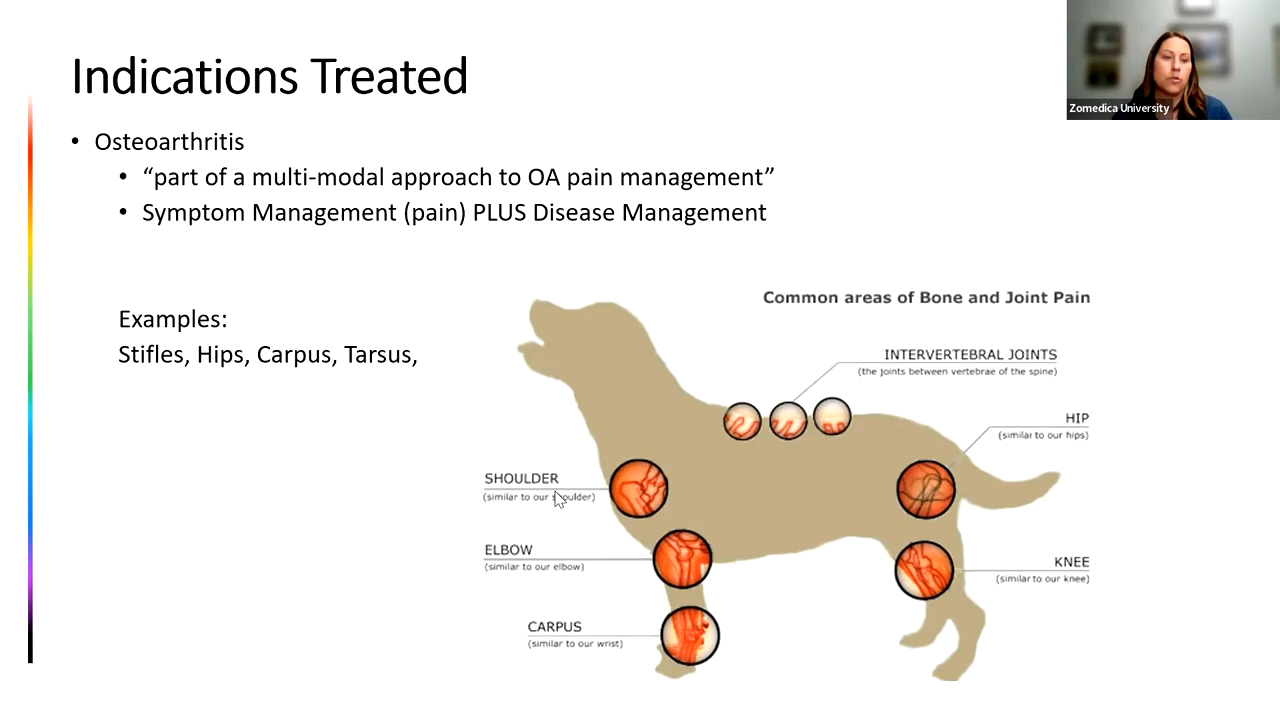 Indications Treated
Zomedica University
• Osteoarthritis
• “part of a multi-modal approach to OA pain management”
• Symptom Management (pain) PLUS Disease Management
Examples:
Stifles, Hips, Carpus, Tarsus,
Common areas of Bone and Joint Pain
INTERVERTEBRAL JOINTS
(the joints between vertebrae of the spine)
HIP
(similar to our hips)
SHOULDER
(similar to our shoulder)
ELBOW
(similar to our elbow)
KNEE
(similar to our knee)
CARPUS
(similar to our wrist)